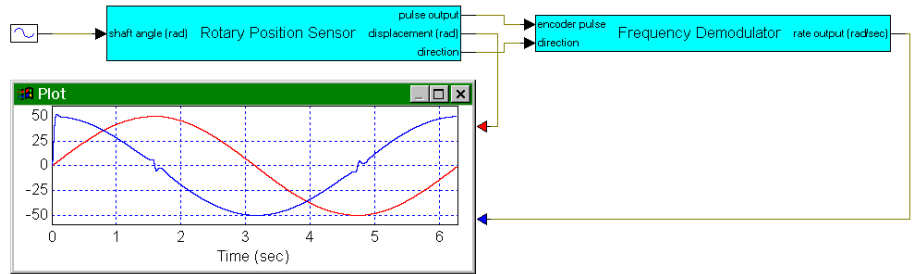 pulse output
shaft angle (rad) Rotary Position Sensor displacement (rad)
direction
encoder pulse
direction Frequency Demodulator rate output (rad/sec)
Plot
50
25
0
-25
-50
0 1 2 3 4 5 6
Time (sec)